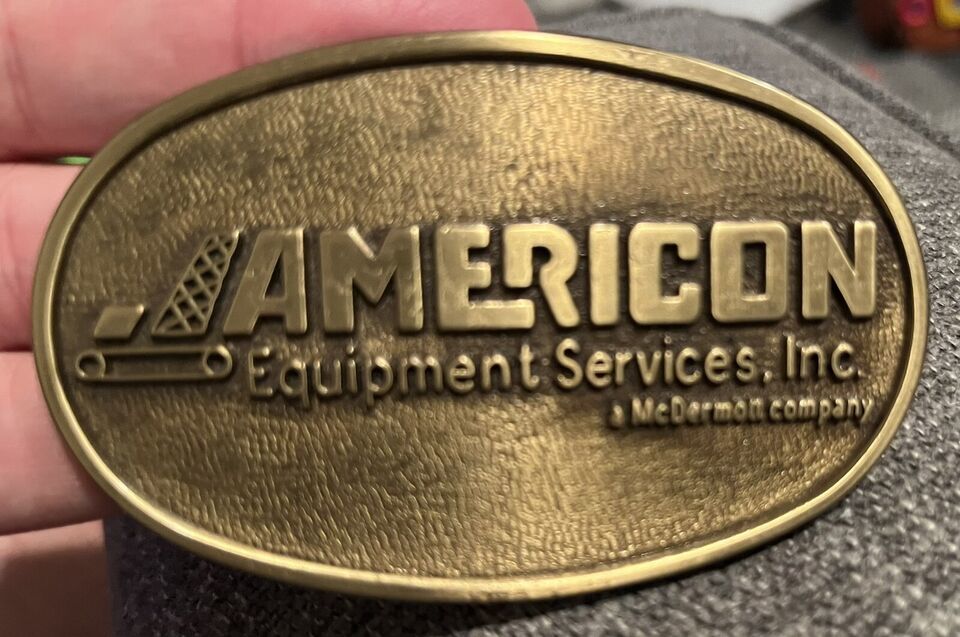 AMERICON
Equipment Services, Inc.
a McDermott company